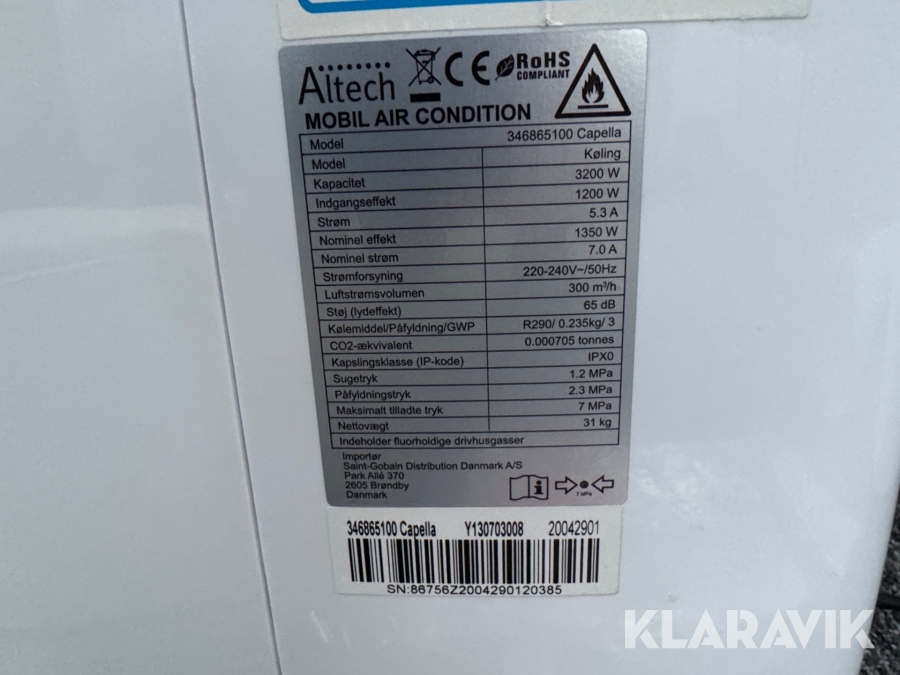 Altech CE RoHS
COMPLIANT
MOBIL AIR CONDITION
Model 346865100 Capella
Model Køling
Kapacitet 3200 W
Indgangseffekt 1200 W
Strøm 5.3 A
Nominel effekt 1350 W
Nominel strøm 7.0 A
Strømforsyning 220-240V~/50Hz
Luftstrømsvolumen 300 m³/h
Støj (lydeffekt) 65 dB
Kølemiddel/Påfyldning/GWP R290/ 0.235kg/ 3
CO2-ækvivalent 0.000705 tonnes
Kapslingsklasse (IP-kode) IPX0
Sugetryk 1.2 MPa
Påfyldningstryk 2.3 MPa
Maksimalt tilladte tryk 7 MPa
Nettovægt 31 kg
Indeholder fluorholdige drivhusgasser
Importør
Saint-Gobain Distribution Danmark A/S
Park Allé 370
2605 Brøndby
Danmark
7 MPa
346865100 Capella Y130703008 20042901
SN:86756Z2004290120385
KLARAVIK